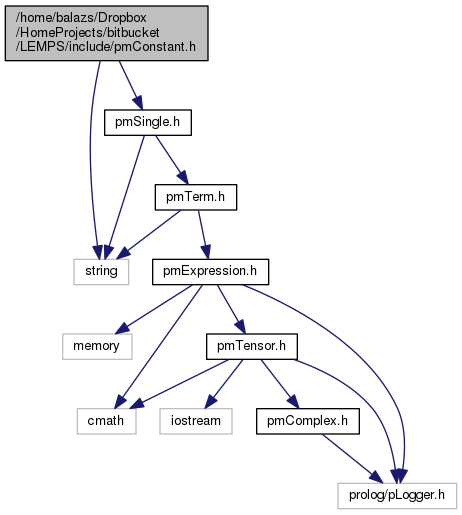 /home/balazs/Dropbox
/HomeProjects/bitbucket
/LEMPS/include/pmConstant.h
pmSingle.h
pmTerm.h
string
pmExpression.h
memory
pmTensor.h
cmath
iostream
pmComplex.h
prolog/pLogger.h